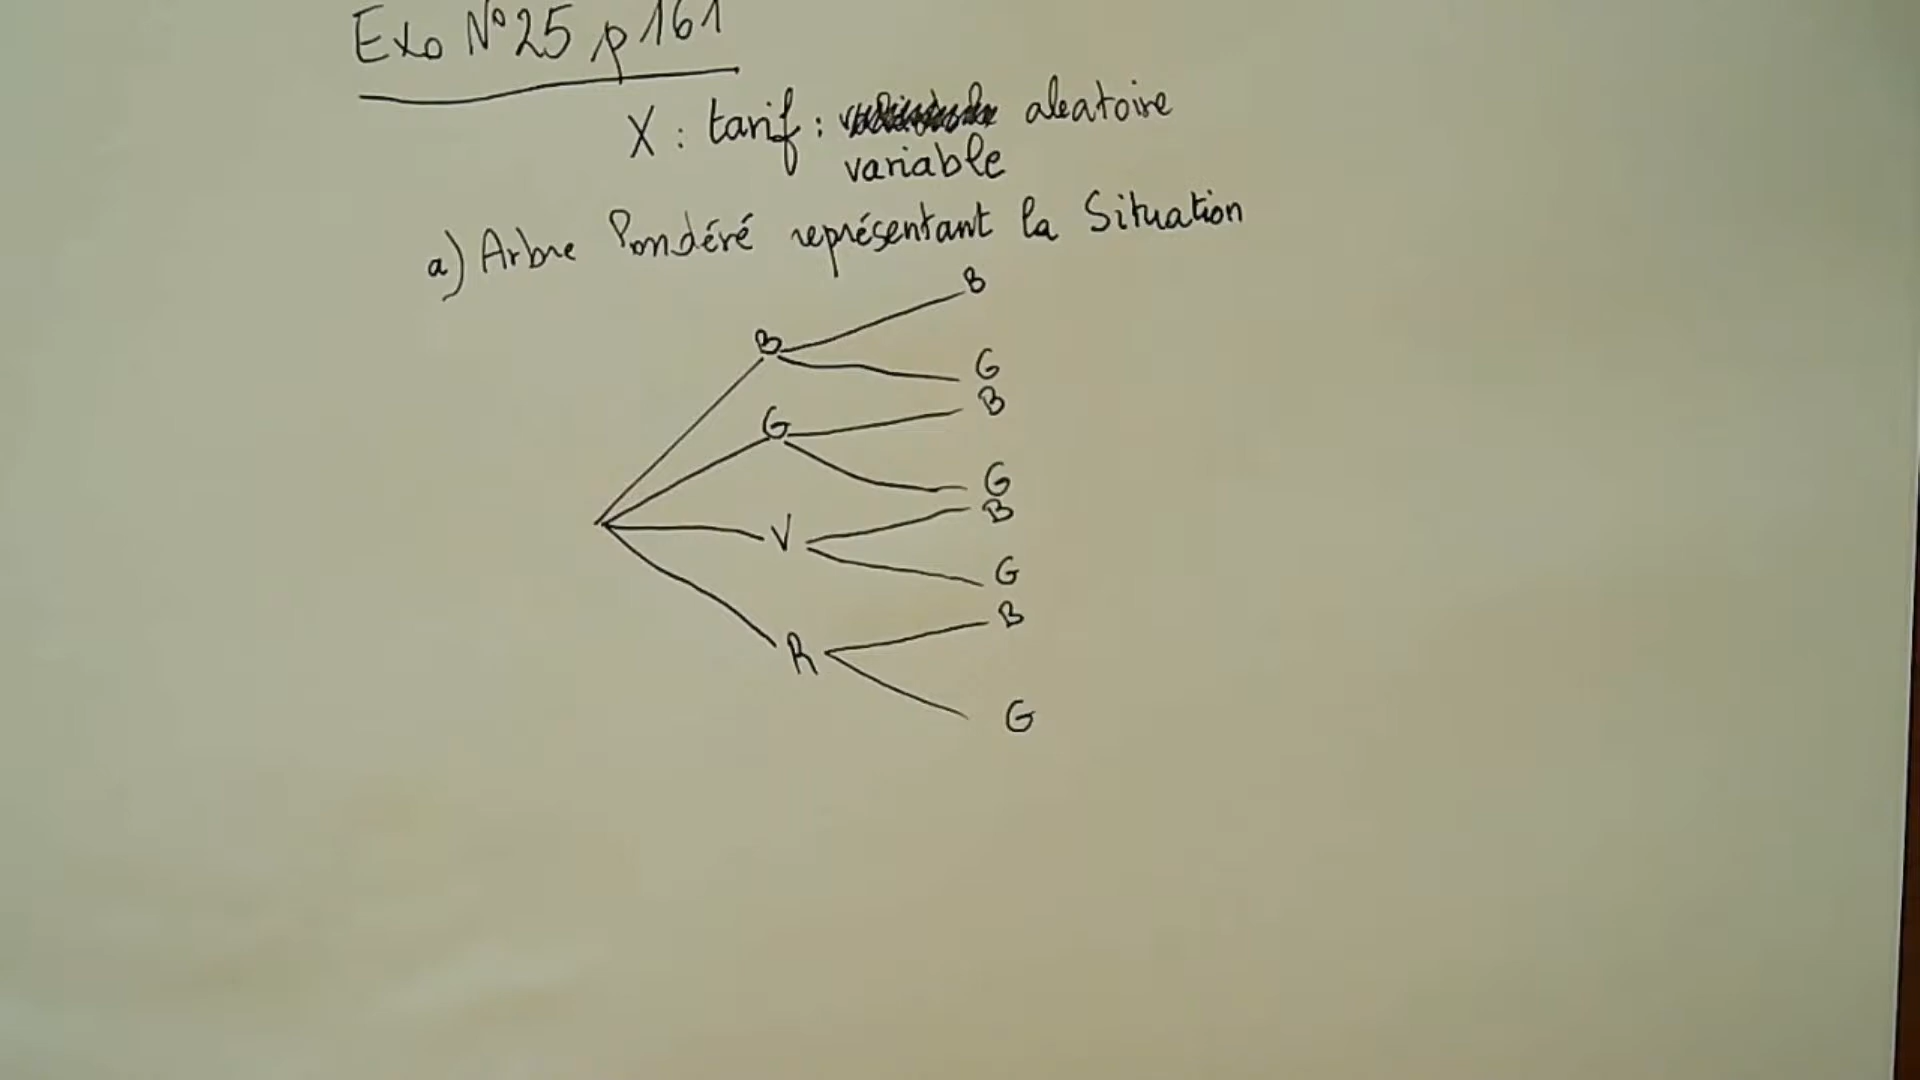 Exo N°25 p 161
X : tarif : aleatoire
variable
a) Arbre Pondéré représentant la Situation
B
B
G
G
B
G
V
B
G
R
B
G